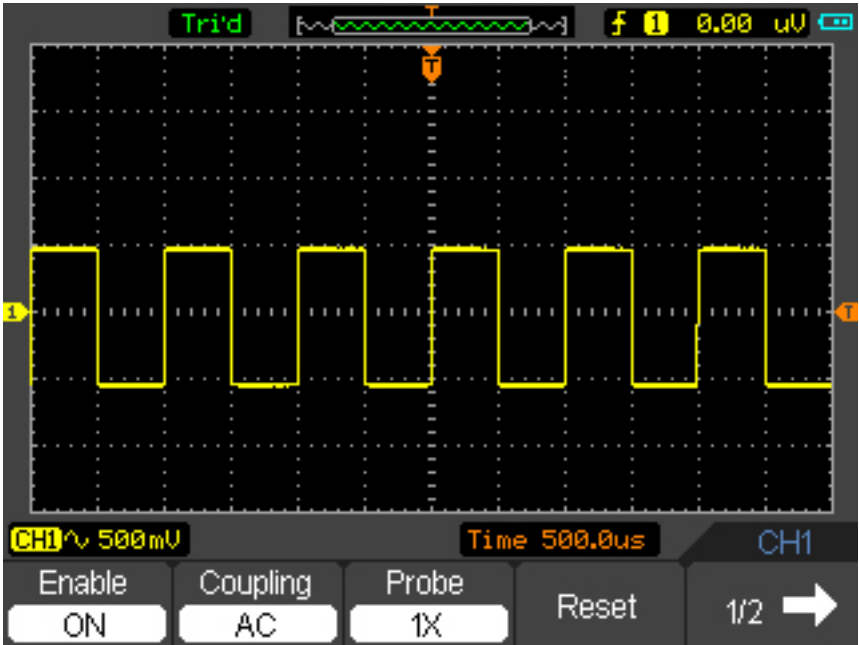 Tri'd T f 1 0.00 uV
T
1 T
CH1 500mV Time 500.0us CH1
Enable Coupling Probe Reset 1/2
ON AC 1X